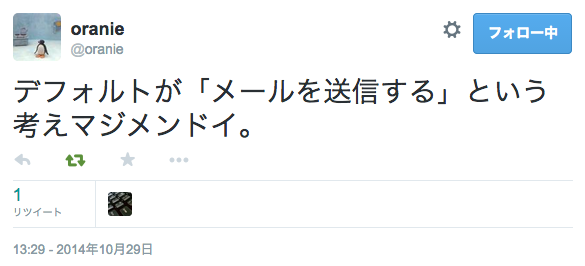 oranie
@oranie
フォロー中
デフォルトが「メールを送信する」という
考えマジメンドイ。
1
リツイート
13:29 - 2014年10月29日